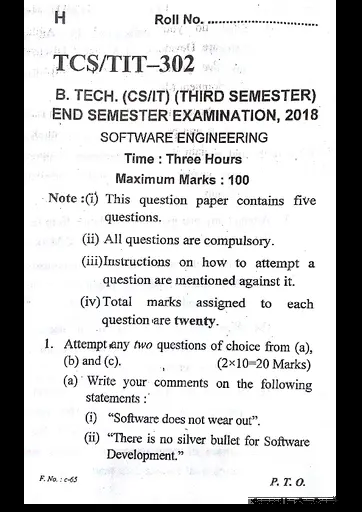 H Roll No. ..............................
TCS/TIT–302
B. TECH. (CS/IT) (THIRD SEMESTER)
END SEMESTER EXAMINATION, 2018
SOFTWARE ENGINEERING
Time : Three Hours
Maximum Marks : 100
Note :(i) This question paper contains five
questions.
(ii) All questions are compulsory.
(iii)Instructions on how to attempt a
question are mentioned against it.
(iv)Total marks assigned to each
question are twenty.
1. Attempt any two questions of choice from (a),
(b) and (c). (2×10=20 Marks)
(a) Write your comments on the following
statements :
(i) “Software does not wear out”.
(ii) “There is no silver bullet for Software
Development.”
F. No. : c-65 P. T. O.